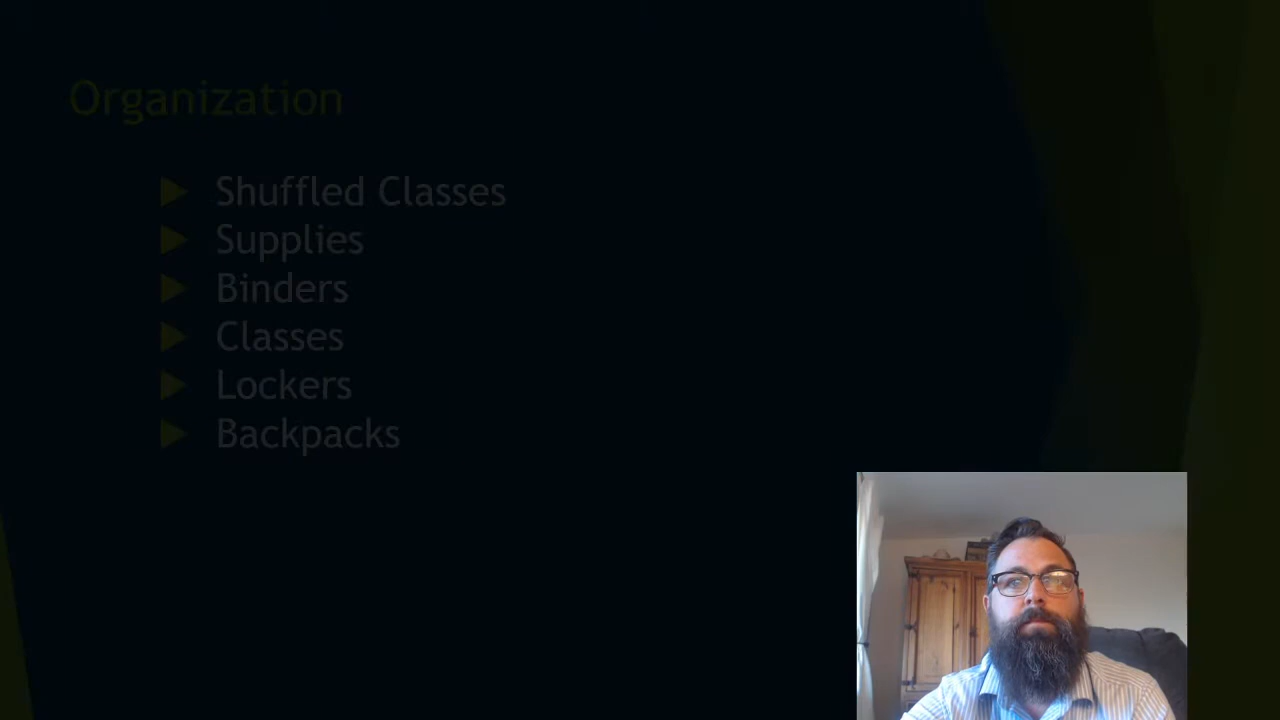 Organization
Shuffled Classes
Supplies
Binders
Classes
Lockers
Backpacks